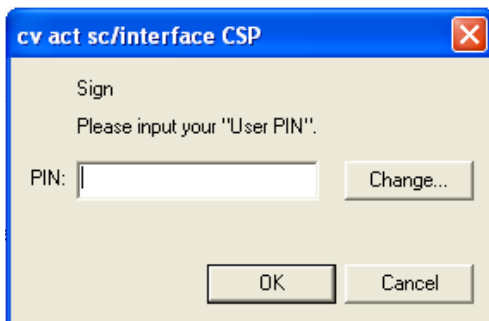 cv act sc/interface CSP
Sign
Please input your "User PIN".
PIN:
Change...
OK
Cancel